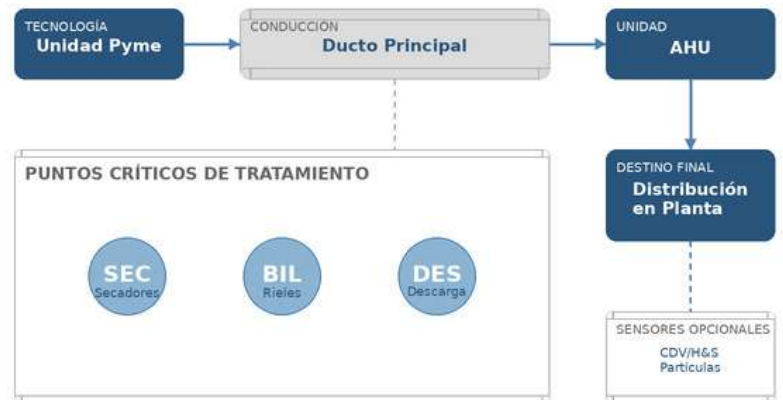 TECNOLOGÍA
Unidad Pyme
CONDUCCION
Ducto Principal
UNIDAD
AHU
PUNTOS CRÍTICOS DE TRATAMIENTO
SEC
Secadores
BIL
Rieles
DES
Descarga
DESTINO FINAL
Distribución
en Planta
SENSORES OPCIONALES
CDV/H&S
Partículas